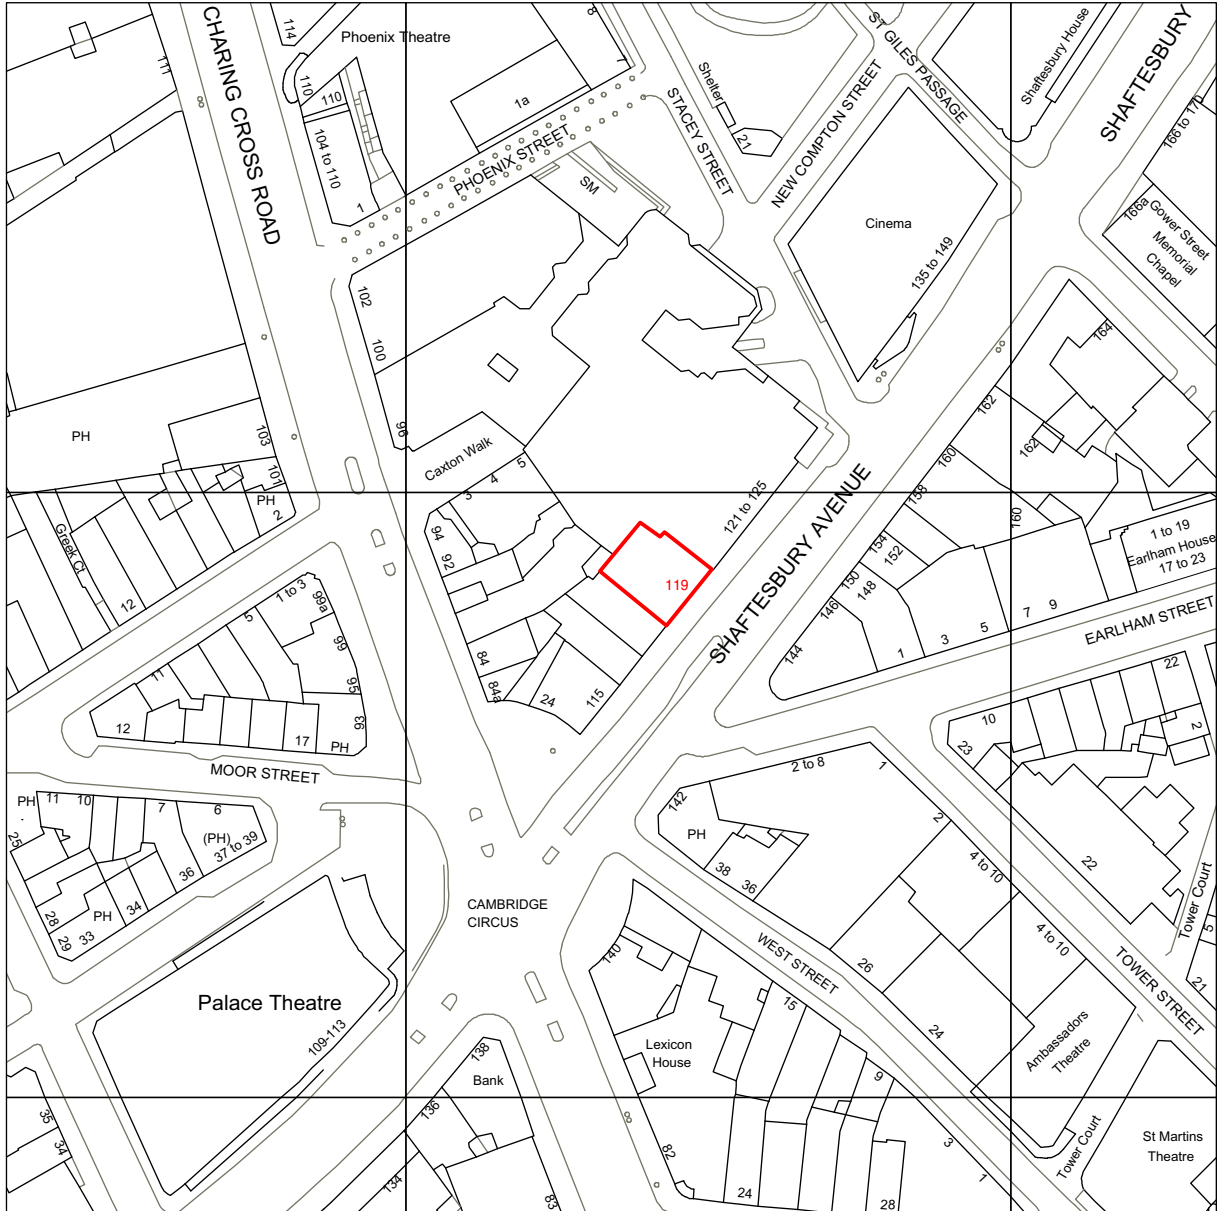 114
Phoenix Theatre
8
CHARING CROSS ROAD
111
110
110
7
1a
104 to 110
1
PHOENIX STREET
SM
Shelter
21
STACEY STREET
NEW COMPTON STREET
ST GILES PASSAGE
Shaftesbury House
SHAFTESBURY
166 to 170
166a
Gower Street
Memorial
Chapel
Cinema
135 to 149
102
100
96
164
162
162
160
158
160
PH
103
101
PH
2
Greek Ct
12
Caxton Walk
5
4
3
94
92
121 to 125
119
SHAFTESBURY AVENUE
154
152
150
148
146
144
1
3
5
7
9
1 to 19
Earlham House
17 to 23
EARLHAM STREET
1 to 3
99a
5
99
95
93
11
12
17
PH
84
84a
24
115
MOOR STREET
22
2
10
23
2 to 8
1
142
PH
38
36
2
4 to 10
4 to 10
22
Tower Court
5
21
PH
11
10
7
6
(PH)
37 to 39
25
36
34
PH
28
29
33
CAMBRIDGE
CIRCUS
WEST STREET
26
24
TOWER STREET
Palace Theatre
109-113
140
15
Lexicon
House
9
Ambassadors
Theatre
138
Bank
136
134
83
82
24
28
3
1
Tower Court
St Martins
Theatre
35
34